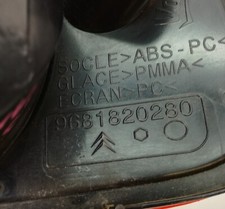 SOCLE>ABS-PC<
GLACE>PMMA<
ECRAN>PC<
9681820280